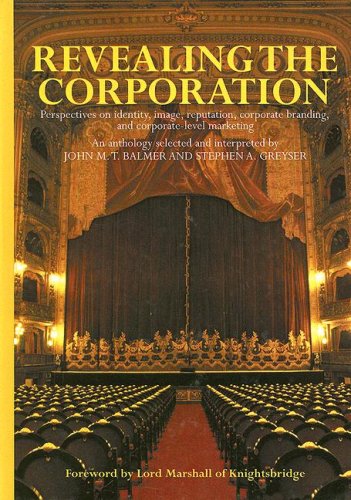 REVEALING THE
CORPORATION
Perspectives on identity, image, reputation, corporate branding,
and corporate-level marketing
An anthology selected and interpreted by
JOHN M. T. BALMER AND STEPHEN A. GREYSER
Foreword by Lord Marshall of Knightsbridge